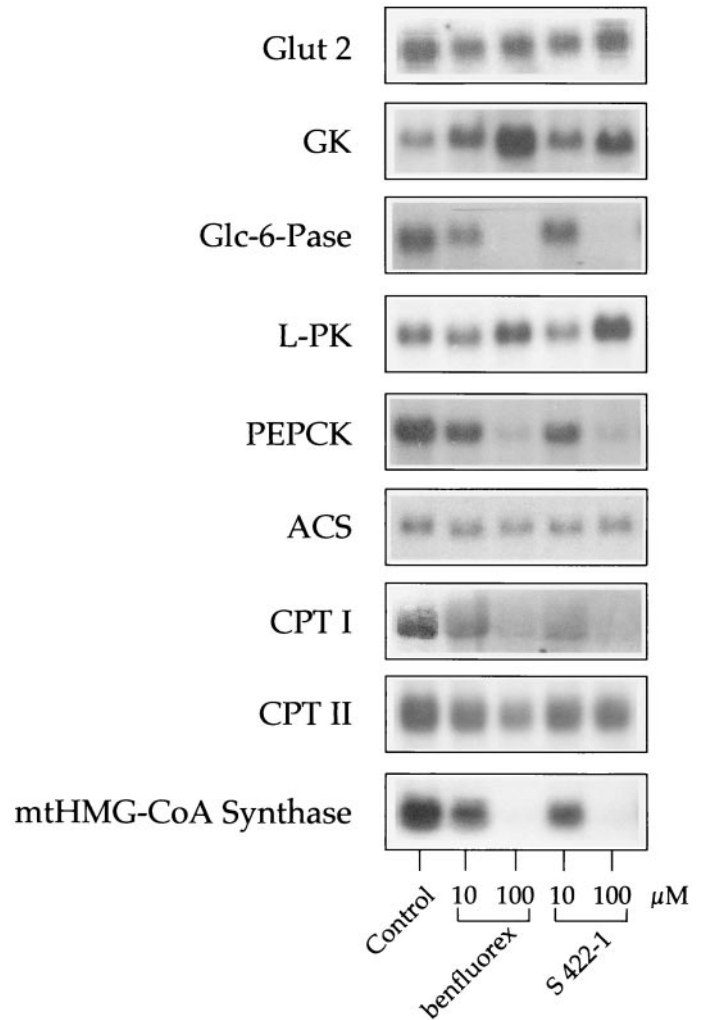 Glut 2
GK
Glc-6-Pase
L-PK
PEPCK
ACS
CPT I
CPT II
mtHMG-CoA Synthase
Control
10 100 10 100 μM
benfluorex
S 422-1